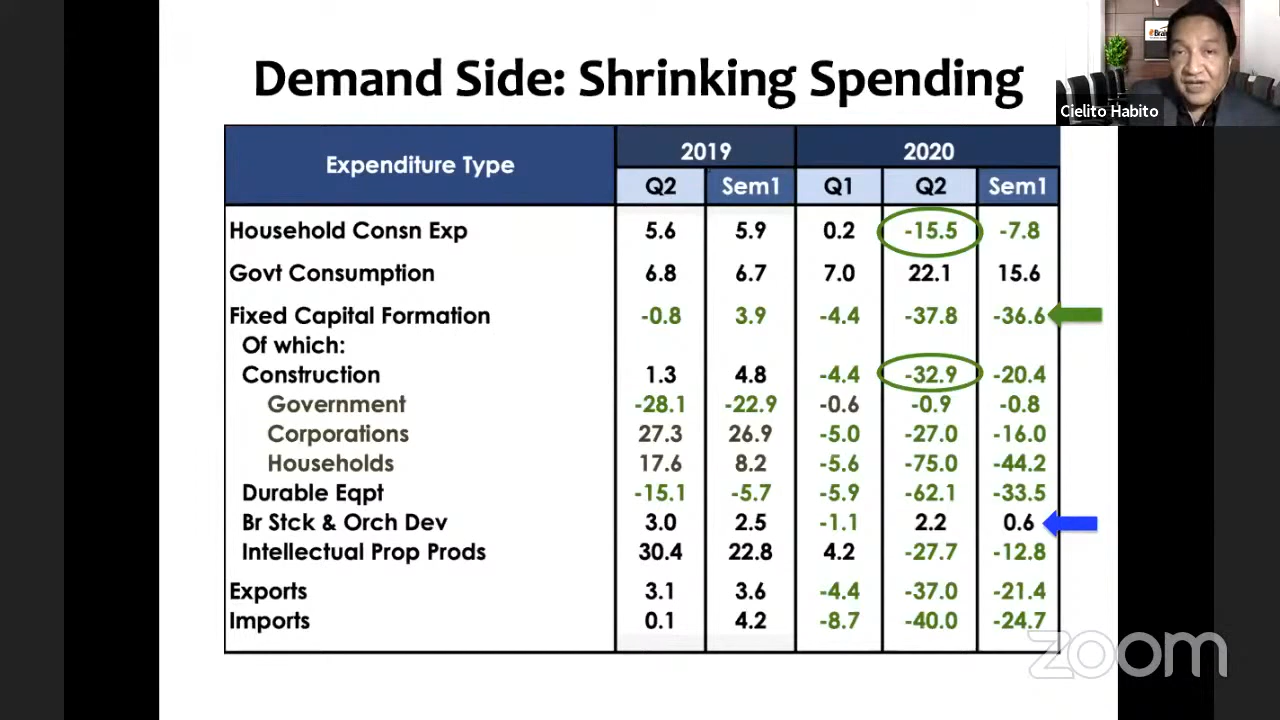 Demand Side: Shrinking Spending
Cielito Habito
Expenditure Type 2019 2020
Q2 Sem1 Q1 Q2 Sem1
Household Consn Exp 5.6 5.9 0.2 -15.5 -7.8
Govt Consumption 6.8 6.7 7.0 22.1 15.6
Fixed Capital Formation -0.8 3.9 -4.4 -37.8 -36.6
Of which:
Construction 1.3 4.8 -4.4 -32.9 -20.4
Government -28.1 -22.9 -0.6 -0.9 -0.8
Corporations 27.3 26.9 -5.0 -27.0 -16.0
Households 17.6 8.2 -5.6 -75.0 -44.2
Durable Eqpt -15.1 -5.7 -5.9 -62.1 -33.5
Br Stck & Orch Dev 3.0 2.5 -1.1 2.2 0.6
Intellectual Prop Prods 30.4 22.8 4.2 -27.7 -12.8
Exports 3.1 3.6 -4.4 -37.0 -21.4
Imports 0.1 4.2 -8.7 -40.0 -24.7
zoom